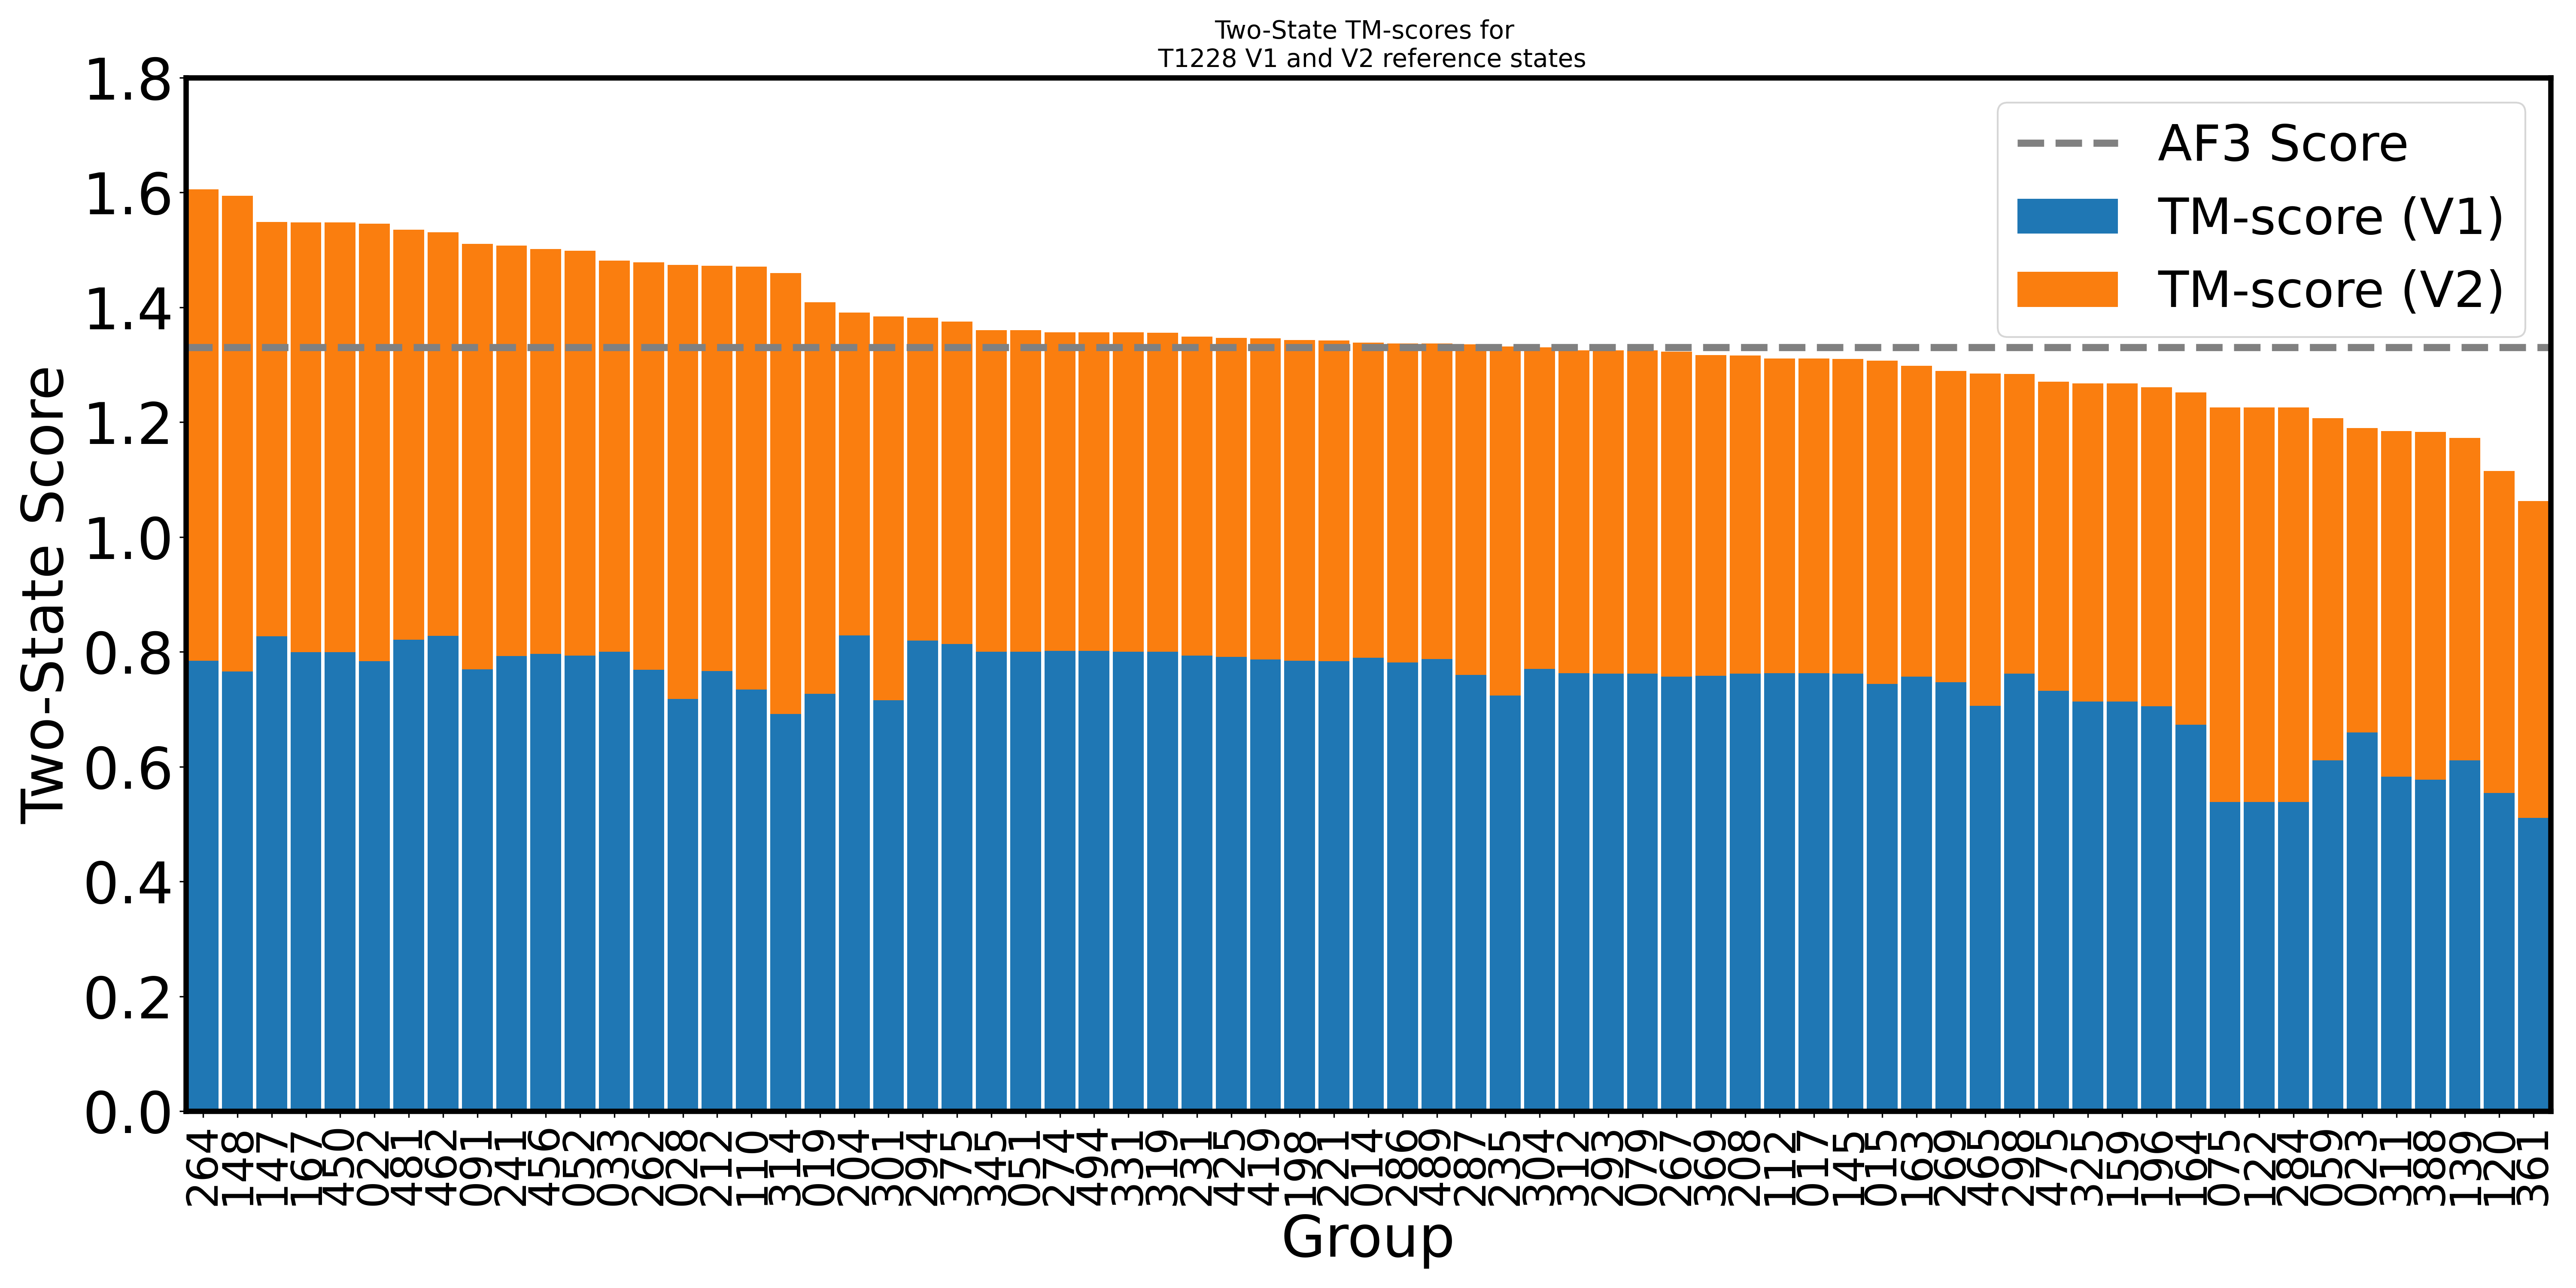 Two-State TM-scores for
T1228 V1 and V2 reference states
1.8
1.6
1.4
1.2
1.0
0.8
0.6
0.4
0.2
0.0
Two-State Score
AF3 Score
TM-score (V1)
TM-score (V2)
264 148 147 167 450 022 481 462 091 241 456 052 033 262 028 212 110 314 019 204 301 294 375 345 051 274 494 331 319 231 425 419 198 221 014 286 489 287 235 304 312 293 079 267 369 208 112 017 145 015 163 269 465 298 475 325 159 196 164 075 122 284 059 023 311 388 139 120 361
Group